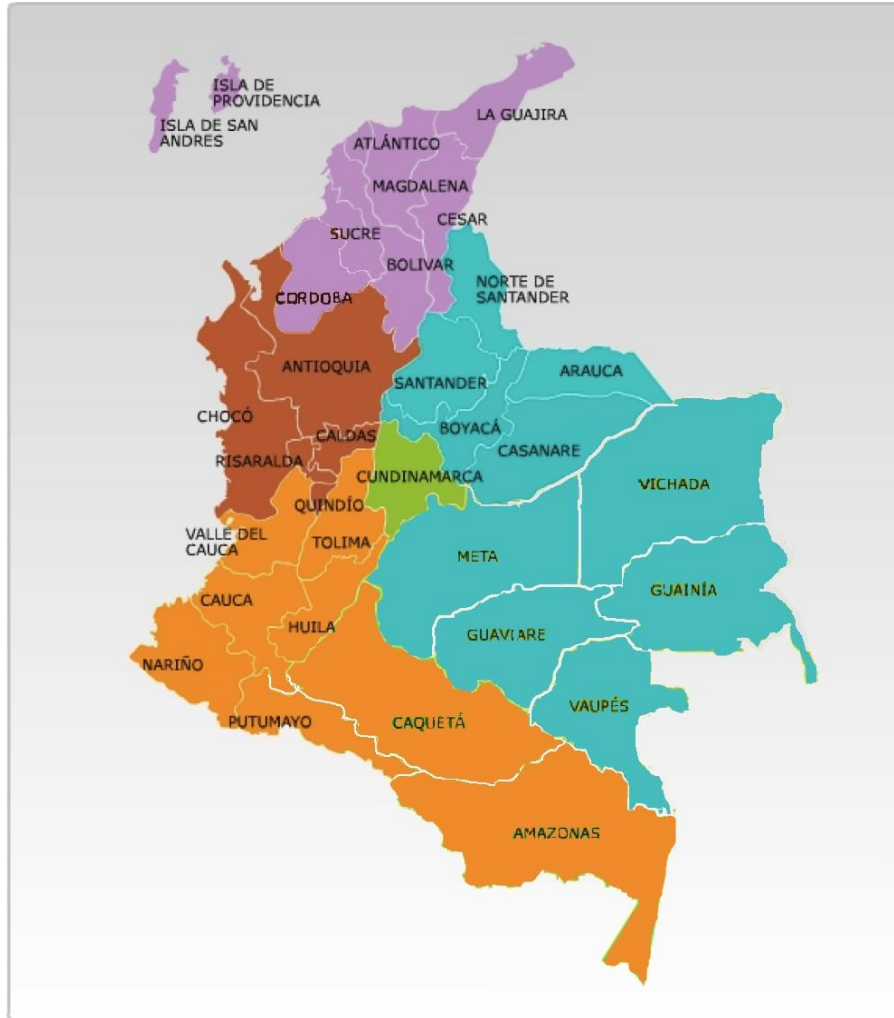 ISLA DE
PROVIDENCIA
ISLA DE SAN
ANDRES
LA GUAJIRA
ATLÁNTICO
MAGDALENA
CESAR
SUCRE
BOLIVAR
NORTE DE
SANTANDER
CORDOBA
ANTIOQUIA
ARAUCA
SANTANDER
CHOCÓ
CALDAS
BOYACÁ
CASANARE
RISARALDA
CUNDINAMARCA
VICHADA
QUINDÍO
VALLE DEL
CAUCA
TOLIMA
META
GUAINÍA
CAUCA
HUILA
GUAVIARE
NARIÑO
VAUPÉS
PUTUMAYO
CAQUETÁ
AMAZONAS